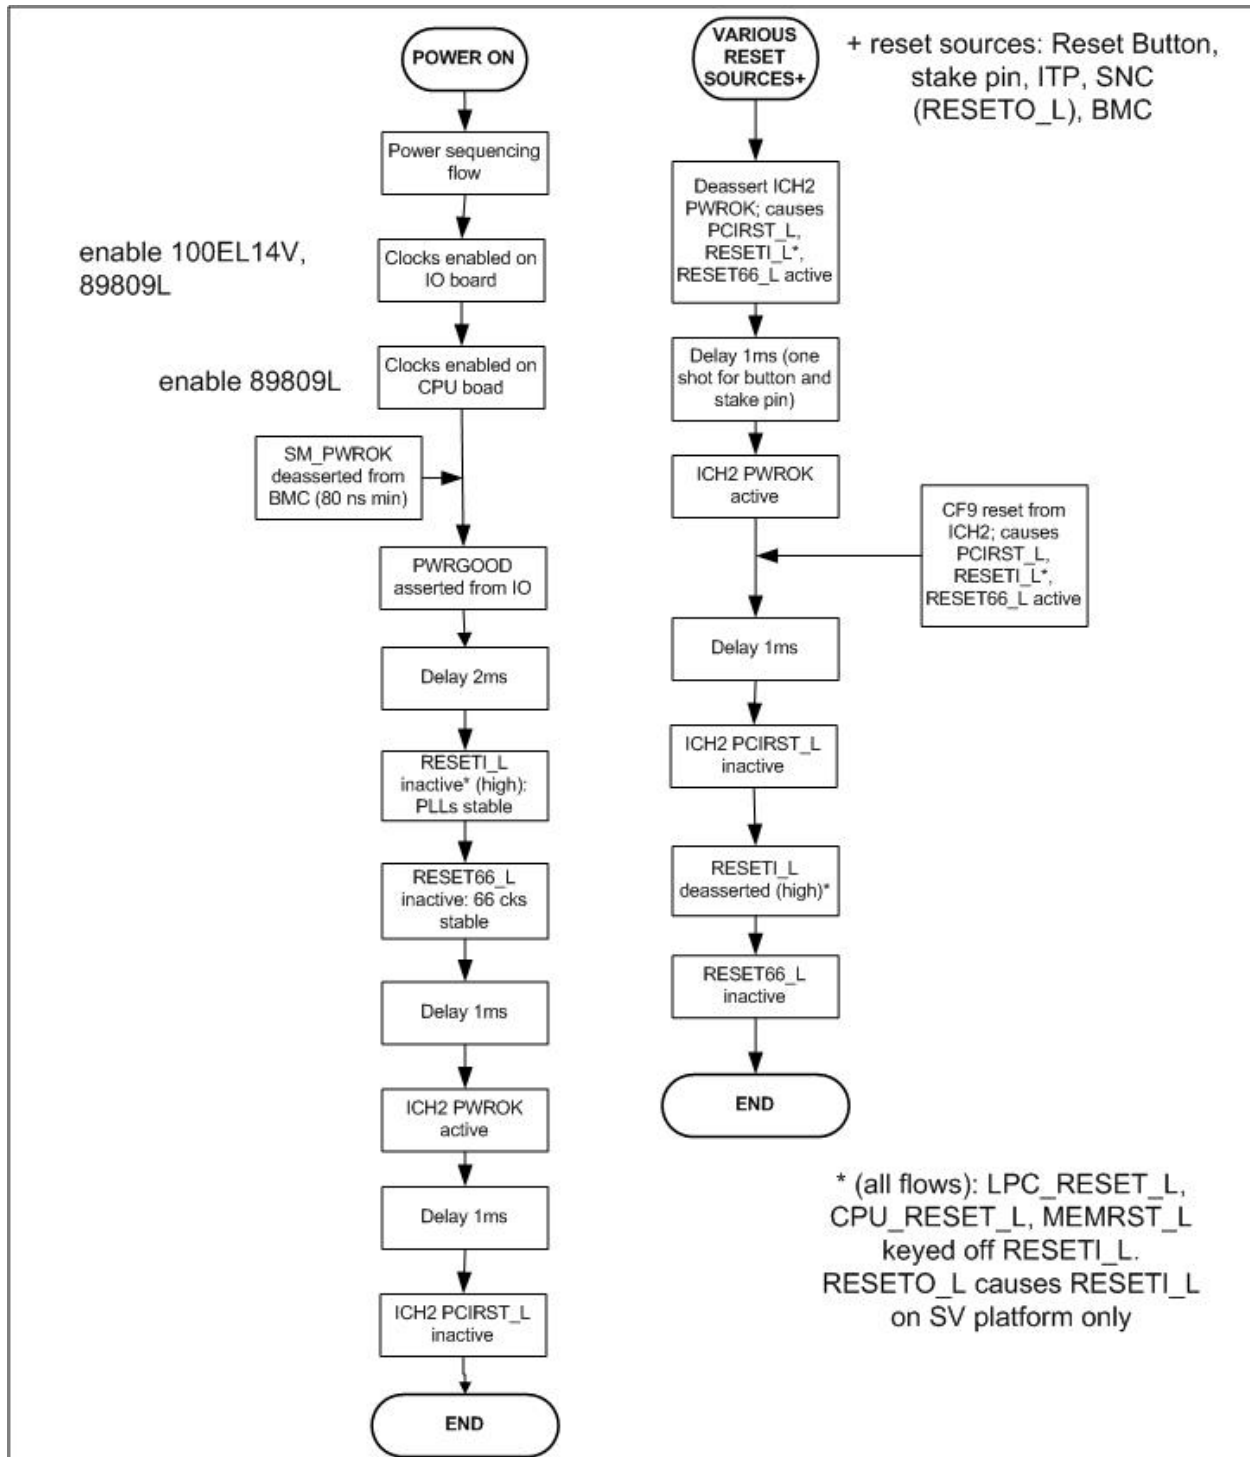 POWER ON
Power sequencing
flow
enable 100EL14V,
89809L
Clocks enabled on
IO board
enable 89809L
Clocks enabled on
CPU boad
SM_PWROK
deasserted from
BMC (80 ns min)
PWRGOOD
asserted from IO
Delay 2ms
RESETI_L
inactive* (high):
PLLs stable
RESET66_L
inactive: 66 cks
stable
Delay 1ms
ICH2 PWROK
active
Delay 1ms
ICH2 PCIRST_L
inactive
END
VARIOUS
RESET
SOURCES+
+ reset sources: Reset Button,
stake pin, ITP, SNC
(RESETO_L), BMC
Deassert ICH2
PWROK; causes
PCIRST_L,
RESETI_L*,
RESET66_L active
Delay 1ms (one
shot for button and
stake pin)
ICH2 PWROK
active
CF9 reset from
ICH2; causes
PCIRST_L,
RESETI_L*,
RESET66_L active
Delay 1ms
ICH2 PCIRST_L
inactive
RESETI_L
deasserted (high)*
RESET66_L
inactive
END
* (all flows): LPC_RESET_L,
CPU_RESET_L, MEMRST_L
keyed off RESETI_L.
RESETO_L causes RESETI_L
on SV platform only